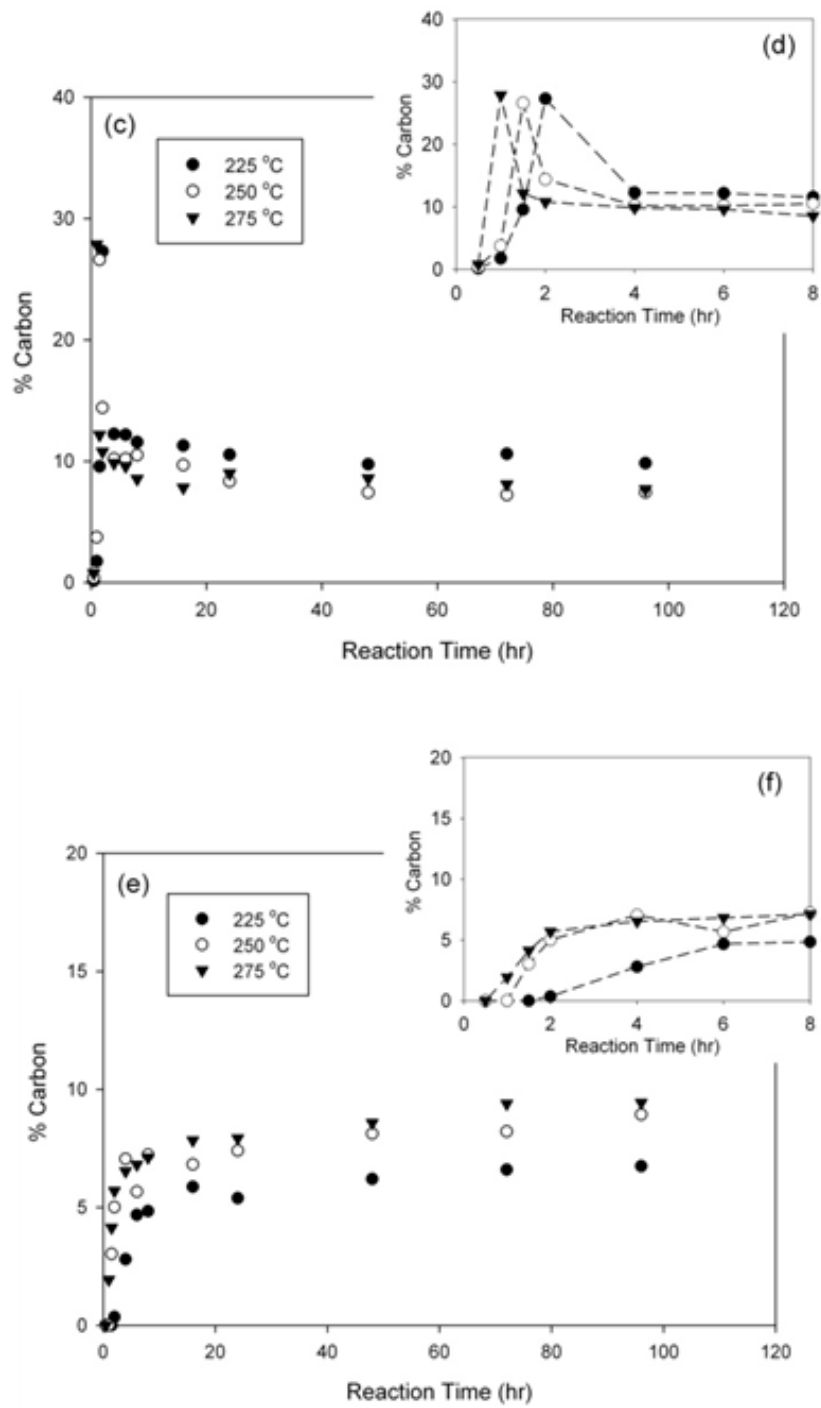 40
(d)
30
% Carbon
20
10
0
0 2 4 6 8
Reaction Time (hr)
40
(c)
225 °C
250 °C
275 °C
30
% Carbon
20
10
0
0 20 40 60 80 100 120
Reaction Time (hr)
20
(f)
15
% Carbon
10
5
0
0 2 4 6 8
Reaction Time (hr)
20
(e)
225 °C
250 °C
275 °C
15
% Carbon
10
5
0
0 20 40 60 80 100 120
Reaction Time (hr)